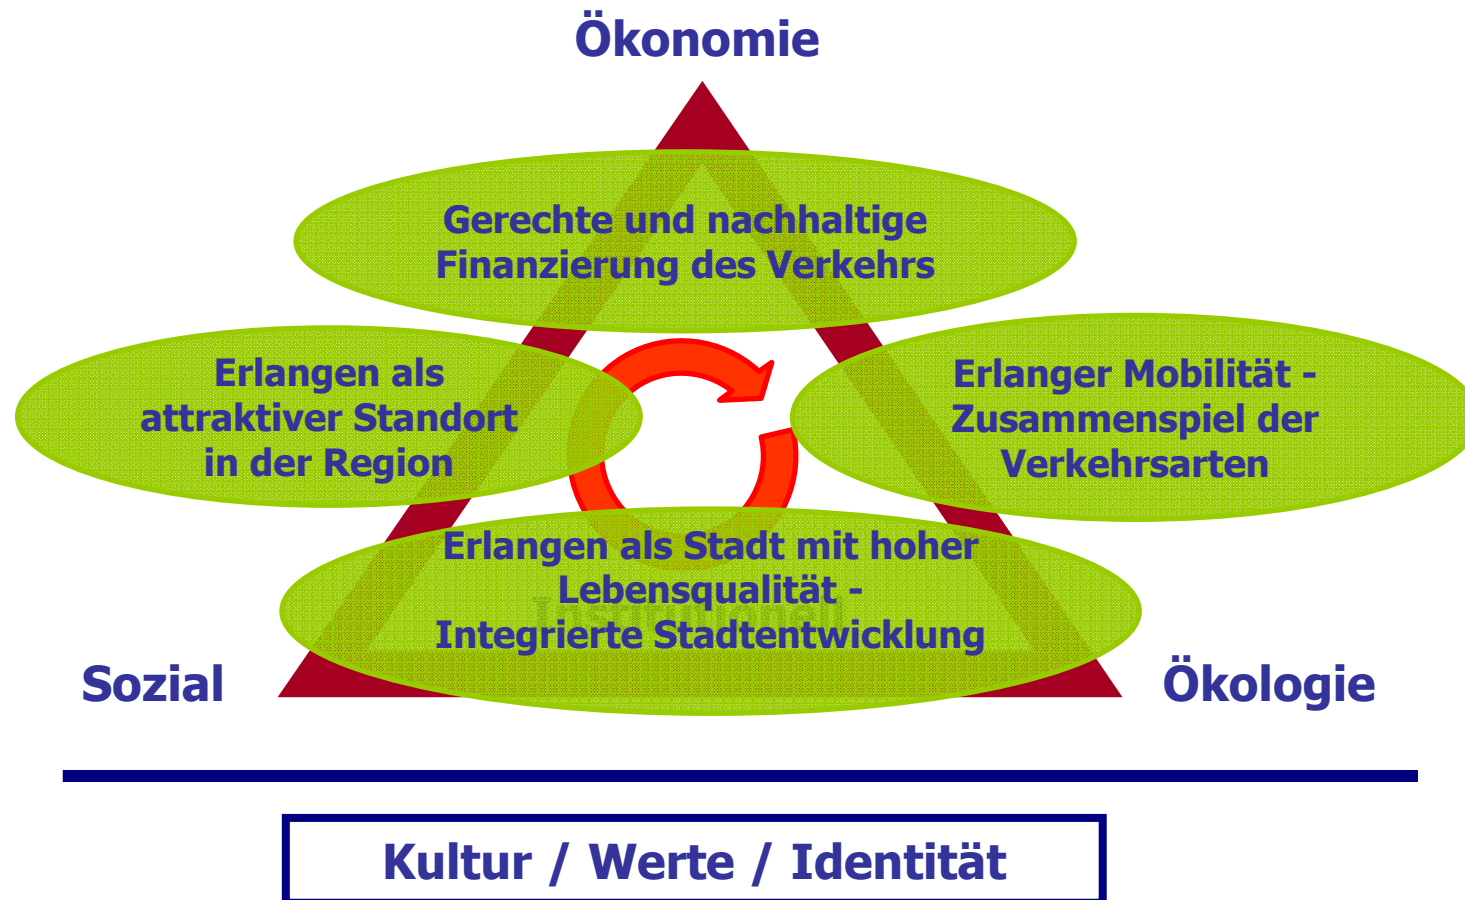 Ökonomie
Gerechte und nachhaltige
Finanzierung des Verkehrs
Erlangen als
attraktiver Standort
in der Region
Erlanger Mobilität -
Zusammenspiel der
Verkehrsarten
Erlangen als Stadt mit hoher
Lebensqualität -
Institutionell
Integrierte Stadtentwicklung
Sozial
Ökologie
Kultur / Werte / Identität